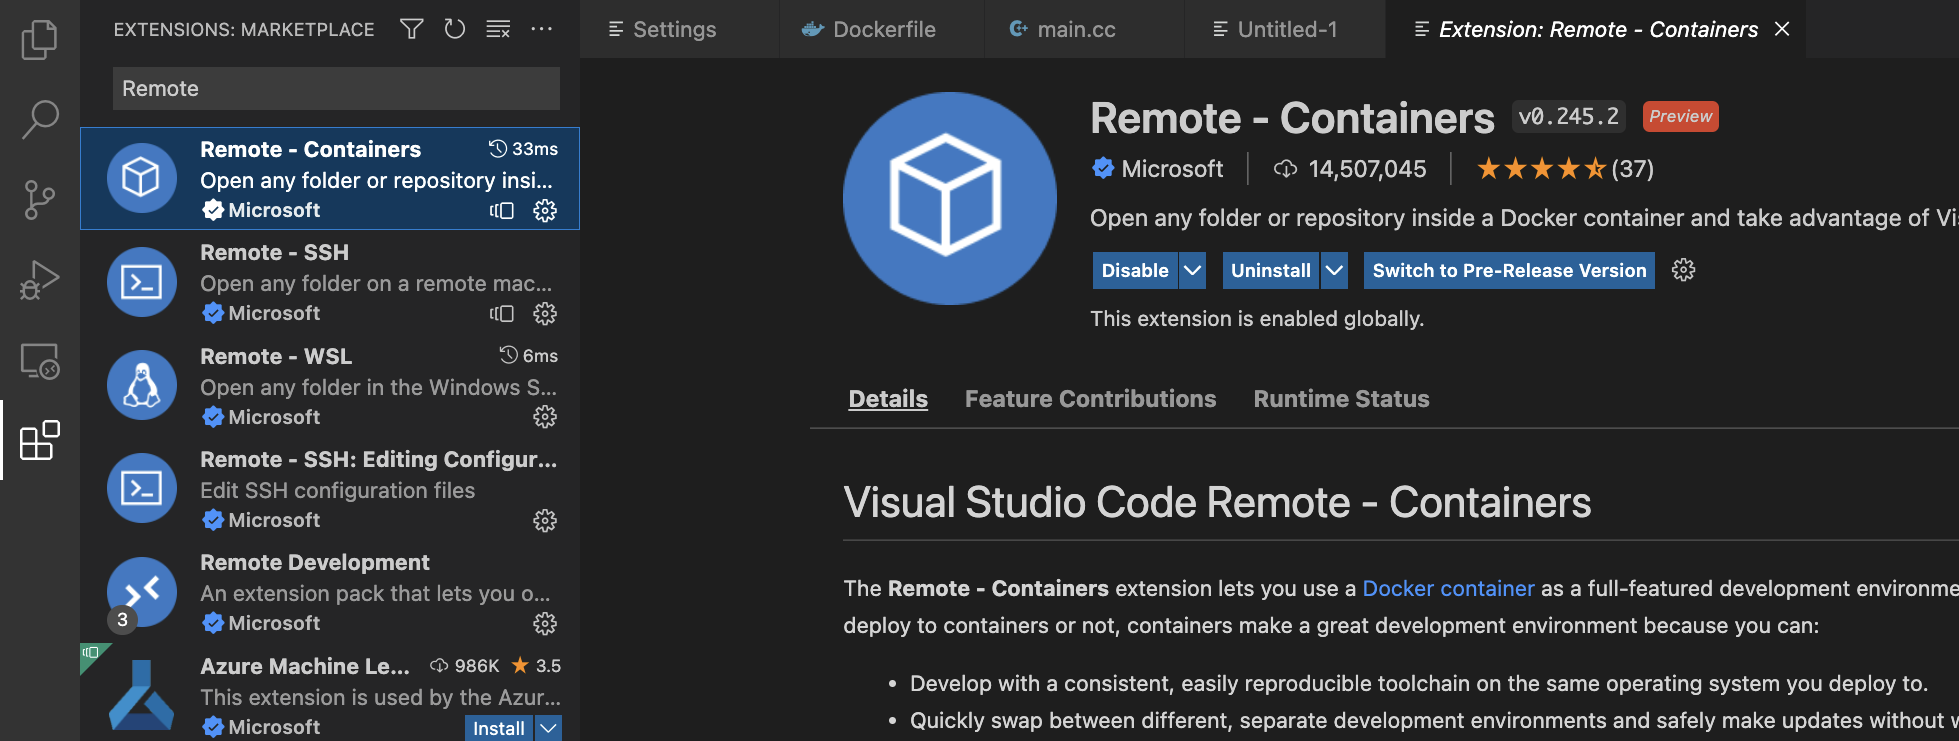 EXTENSIONS: MARKETPLACE
Remote
Remote - Containers 33ms
Open any folder or repository insi...
Microsoft
Remote - SSH
Open any folder on a remote mac...
Microsoft
Remote - WSL 6ms
Open any folder in the Windows S...
Microsoft
Remote - SSH: Editing Configur...
Edit SSH configuration files
Microsoft
Remote Development
An extension pack that lets you o...
3 Microsoft
Azure Machine Le... 986K 3.5
This extension is used by the Azur...
Microsoft Install
Settings Dockerfile main.cc Untitled-1 Extension: Remote - Containers
Remote - Containers v0.245.2 Preview
Microsoft 14,507,045 (37)
Open any folder or repository inside a Docker container and take advantage of Vi
Disable Uninstall Switch to Pre-Release Version
This extension is enabled globally.
Details Feature Contributions Runtime Status
Visual Studio Code Remote - Containers
The Remote - Containers extension lets you use a Docker container as a full-featured development environme
deploy to containers or not, containers make a great development environment because you can:
• Develop with a consistent, easily reproducible toolchain on the same operating system you deploy to.
• Quickly swap between different, separate development environments and safely make updates without w